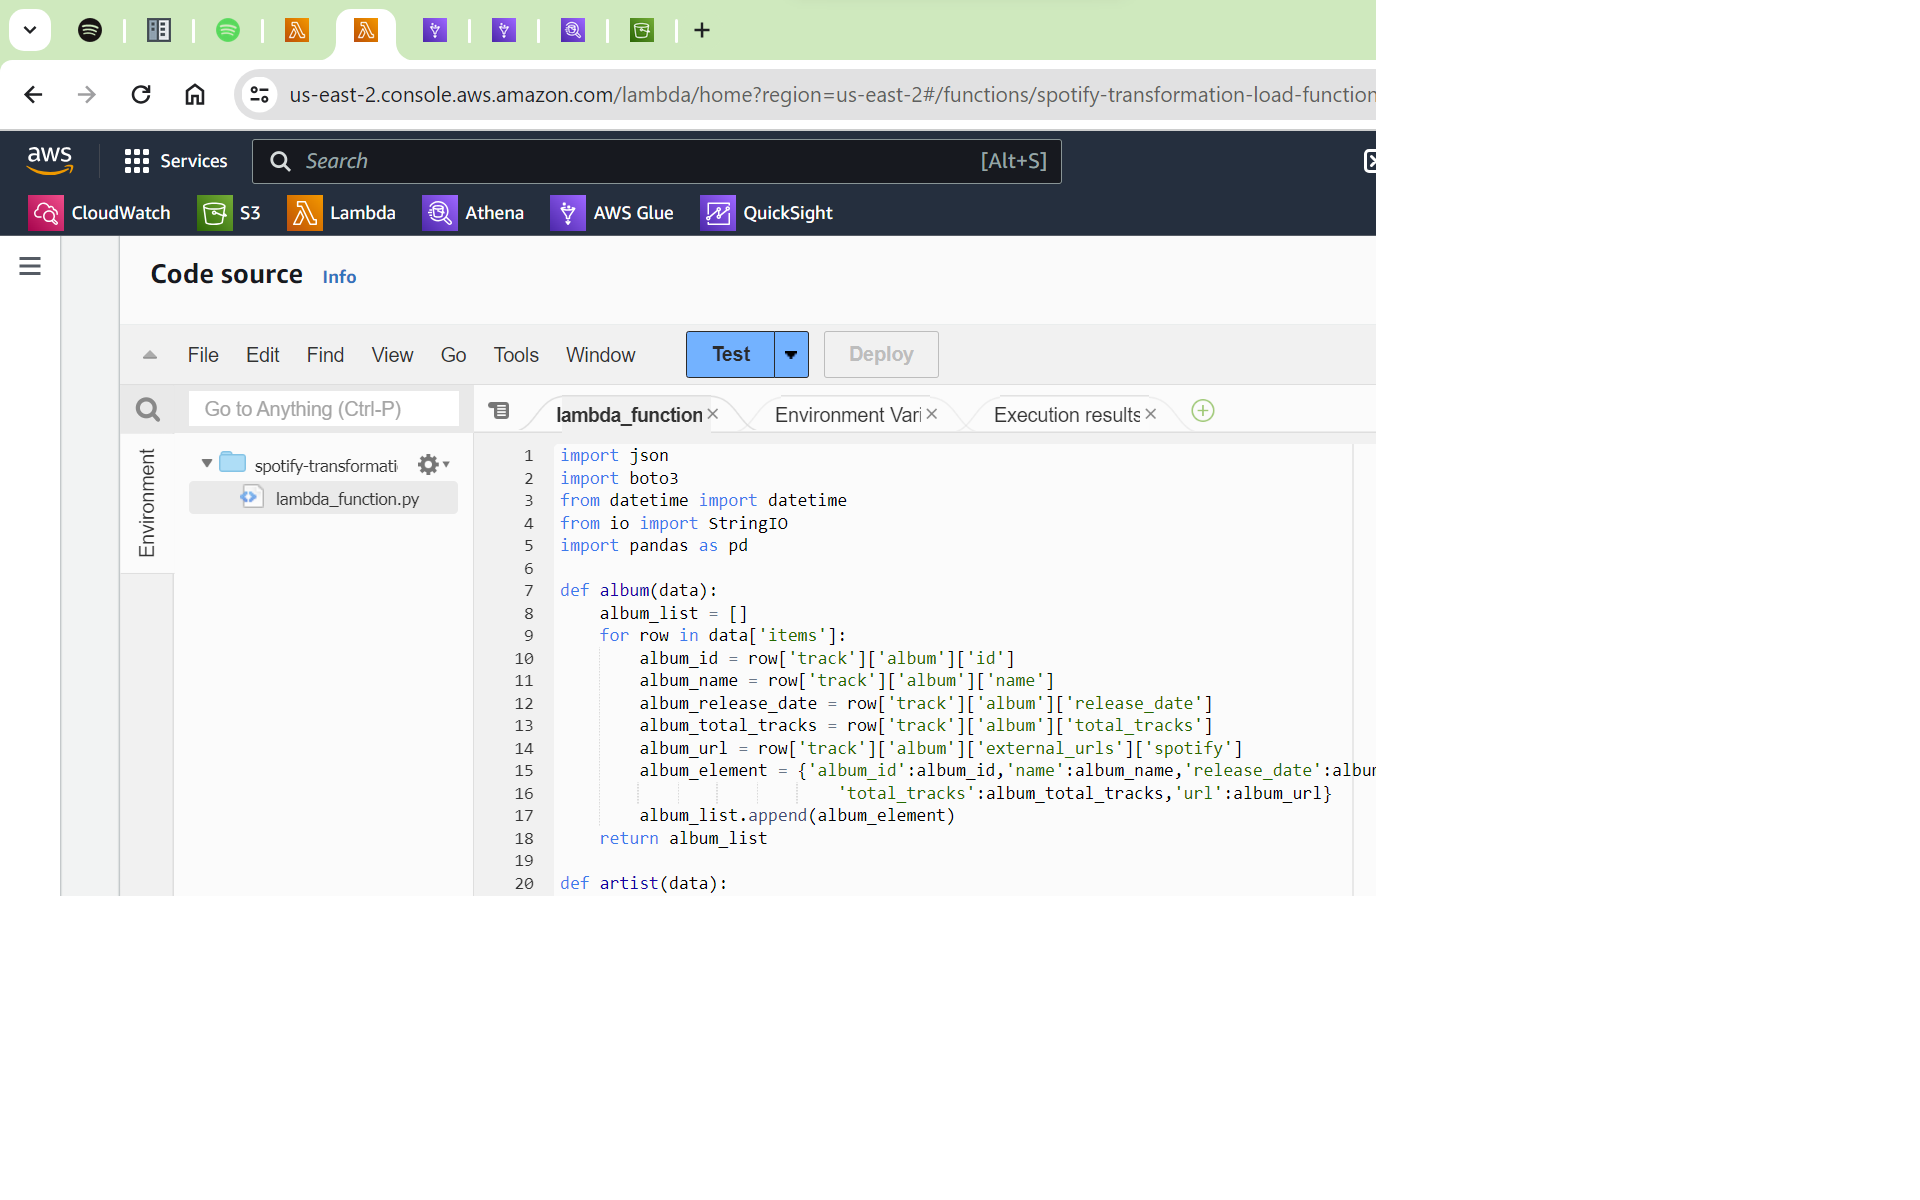 us-east-2.console.aws.amazon.com/lambda/home?region=us-east-2#/functions/spotify-transformation-load-function
aws Services Search [Alt+S]
CloudWatch S3 Lambda Athena AWS Glue QuickSight
Code source Info
File Edit Find View Go Tools Window Test Deploy
Go to Anything (Ctrl-P) lambda_function Environment Vari Execution results
Environment
spotify-transformati
lambda_function.py
1 import json
2 import boto3
3 from datetime import datetime
4 from io import StringIO
5 import pandas as pd
6
7 def album(data):
8     album_list = []
9     for row in data['items']:
10         album_id = row['track']['album']['id']
11         album_name = row['track']['album']['name']
12         album_release_date = row['track']['album']['release_date']
13         album_total_tracks = row['track']['album']['total_tracks']
14         album_url = row['track']['album']['external_urls']['spotify']
15         album_element = {'album_id':album_id,'name':album_name,'release_date':albu
16                             'total_tracks':album_total_tracks,'url':album_url}
17         album_list.append(album_element)
18     return album_list
19
20 def artist(data):